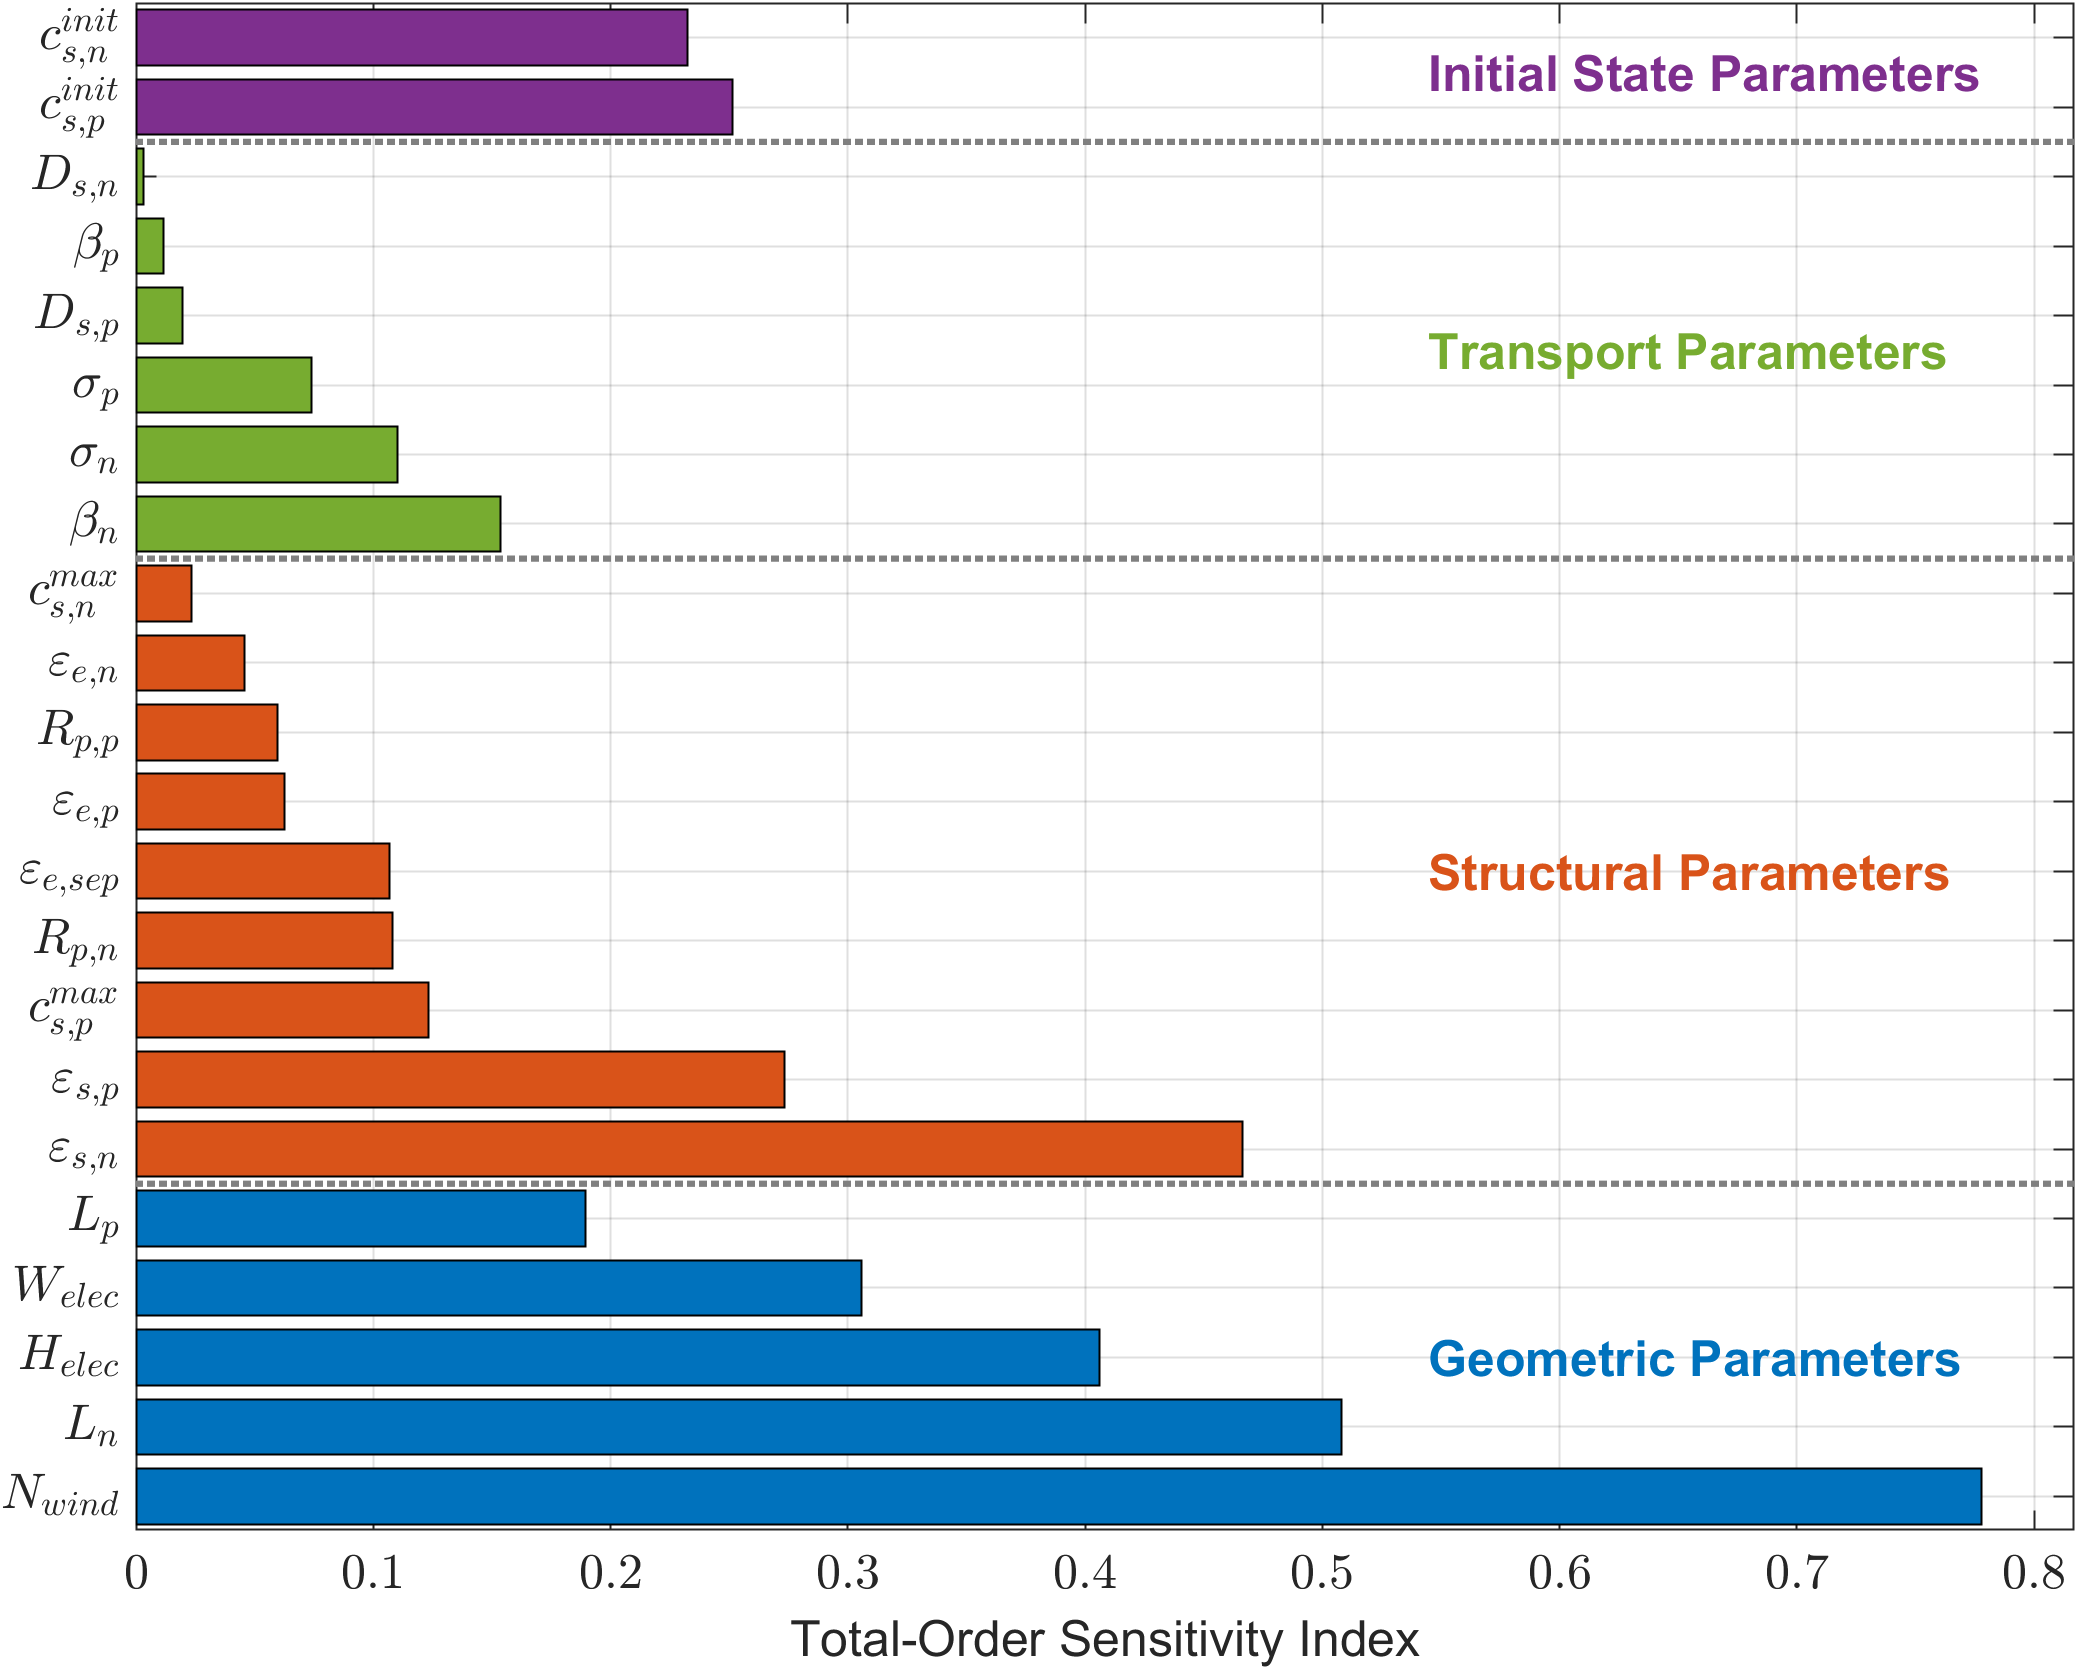 c_{s,n}^{init}
c_{s,p}^{init}
Initial State Parameters
D_{s,n}
β_p
D_{s,p}
Transport Parameters
σ_p
σ_n
β_n
c_{s,n}^{max}
ε_{e,n}
R_{p,p}
ε_{e,p}
ε_{e,sep}
Structural Parameters
R_{p,n}
c_{s,p}^{max}
ε_{s,p}
ε_{s,n}
L_p
W_{elec}
H_{elec}
Geometric Parameters
L_n
N_{wind}
0 0.1 0.2 0.3 0.4 0.5 0.6 0.7 0.8
Total-Order Sensitivity Index